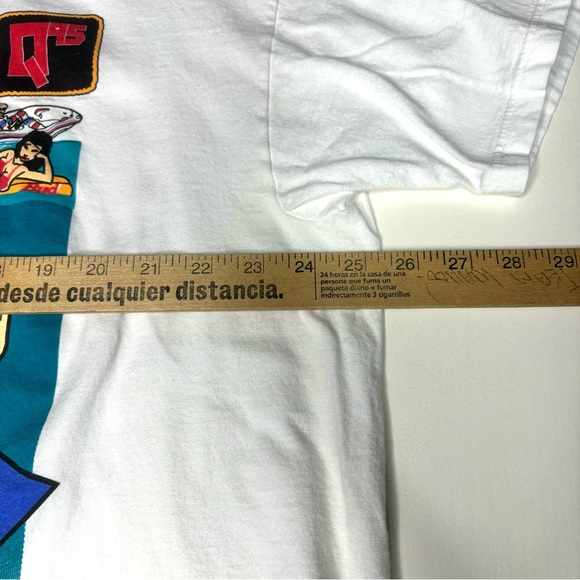 Q95
Bud
19 20 21 22 23 24 25 26 27 28 29
desde cualquier distancia.
24 horas en la casa de una
persona que fuma un
paquete diario = fumar
indirectamente 3 cigarrillos